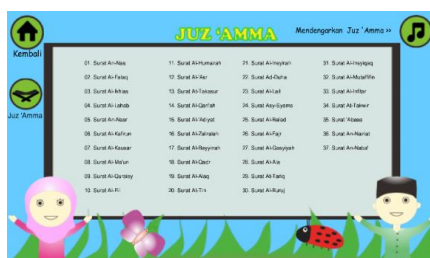 JUZ 'AMMA
Mendengarkan Juz 'Amma >>
Kembali
Juz 'Amma
01. Surat An-Nas
02. Surat Al-Falaq
03. Surat Al-Ikhlas
04. Surat Al-Lahab
05. Surat An-Nasr
06. Surat Al-Kafirun
07. Surat Al-Kausar
08. Surat Al-Ma'un
09. Surat Quraisy
10. Surat Al-Fil
11. Surat Al-Humazah
12. Surat Al-'Asr
13. Surat At-Takasur
14. Surat Al-Qari'ah
15. Surat Al-'Adiyat
16. Surat Al-Zalzalah
17. Surat Al-Bayyinah
18. Surat Al-Qadr
19. Surat Al-'Alaq
20. Surat At-Tin
21. Surat Al-Insyirah
22. Surat Ad-Duha
23. Surat Al-Lail
24. Surat Asy-Syams
25. Surat Al-Balad
26. Surat Al-Fajr
27. Surat Al-Gasyiyah
28. Surat Al-A'la
29. Surat At-Tariq
30. Surat Al-Buruj
31. Surat Al-Insyiqaq
32. Surat Al-Mutaffifin
33. Surat Al-Infitar
34. Surat At-Takwir
35. Surat 'Abasa
36. Surat An-Naziat
37. Surat An-Naba'